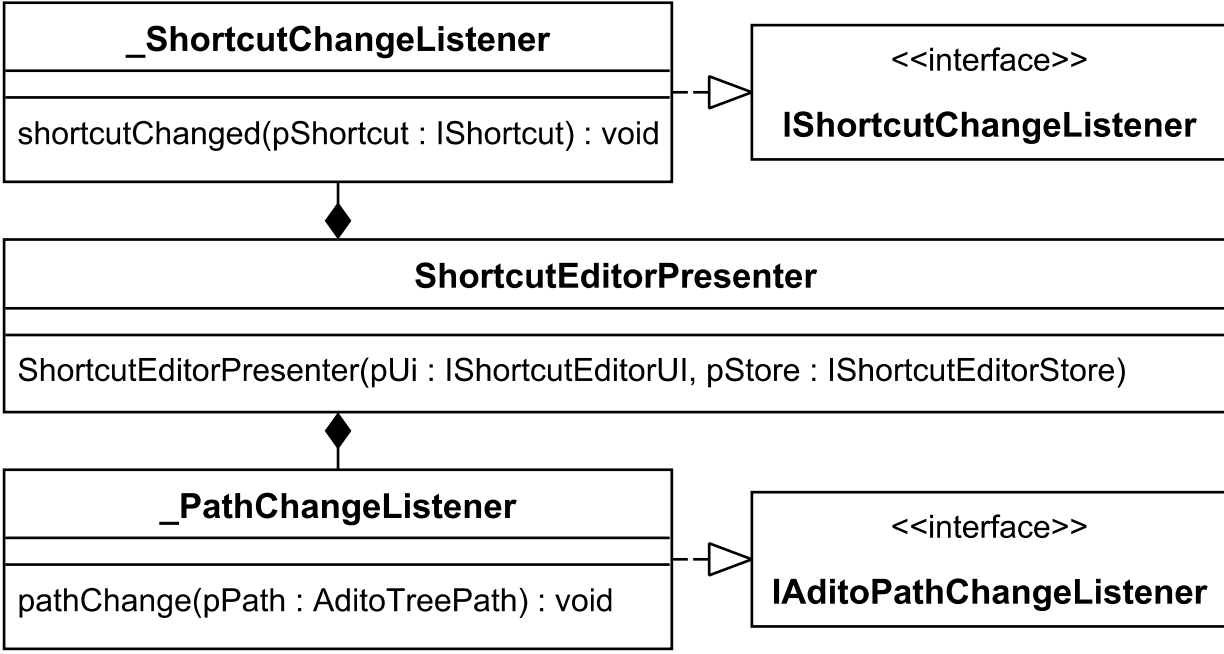 _ShortcutChangeListener
shortcutChanged(pShortcut : IShortcut) : void
<<interface>>
IShortcutChangeListener
ShortcutEditorPresenter
ShortcutEditorPresenter(pUi : IShortcutEditorUI, pStore : IShortcutEditorStore)
_PathChangeListener
pathChange(pPath : AditoTreePath) : void
<<interface>>
IAditoPathChangeListener